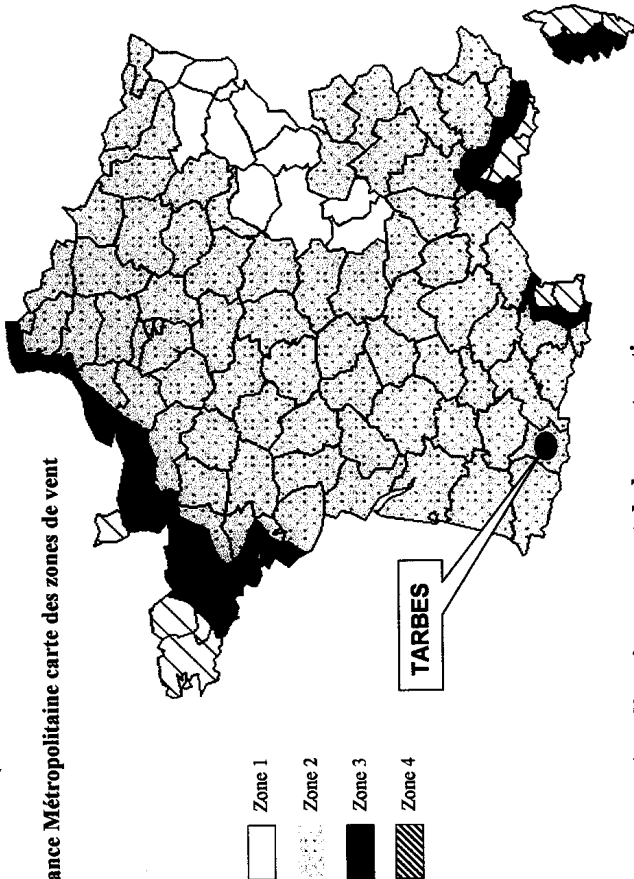 ance Métropolitaine carte des zones de vent
Zone 1
Zone 2
Zone 3
Zone 4
TARBES